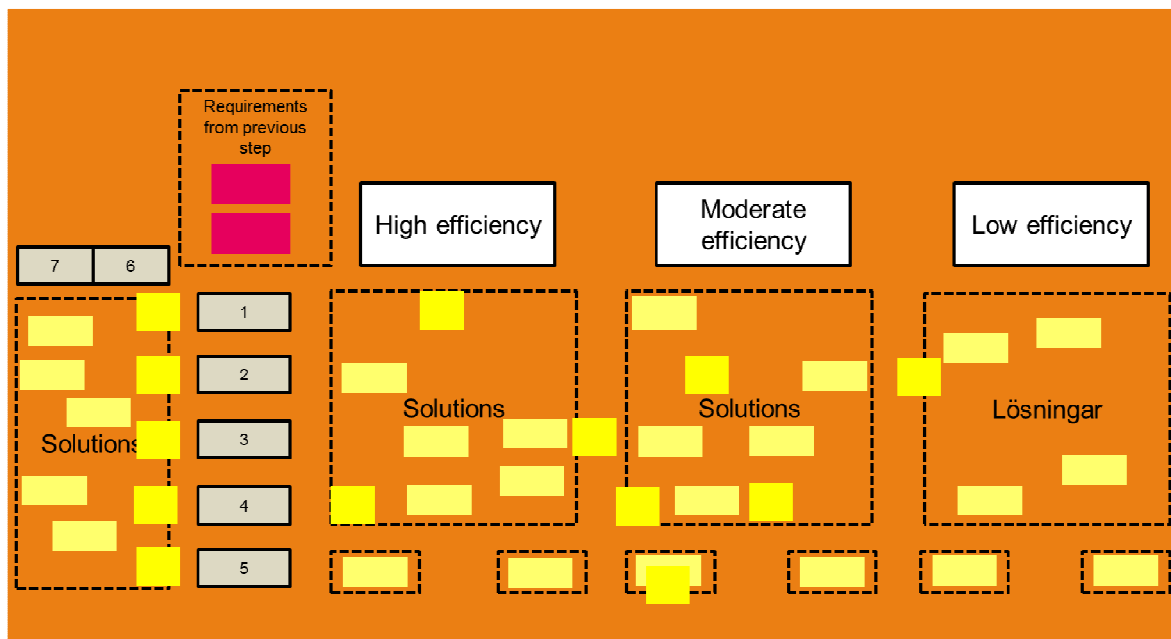 Requirements
from previous
step
High efficiency
Moderate
efficiency
Low efficiency
7
6
1
2
3
4
5
Solutions
Solutions
Solutions
Lösningar